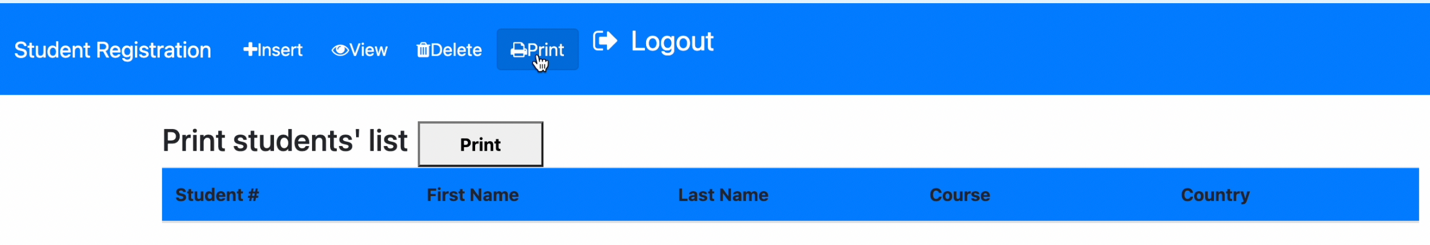 Student Registration Insert View Delete Print Logout
Print students' list Print
Student # First Name Last Name Course Country